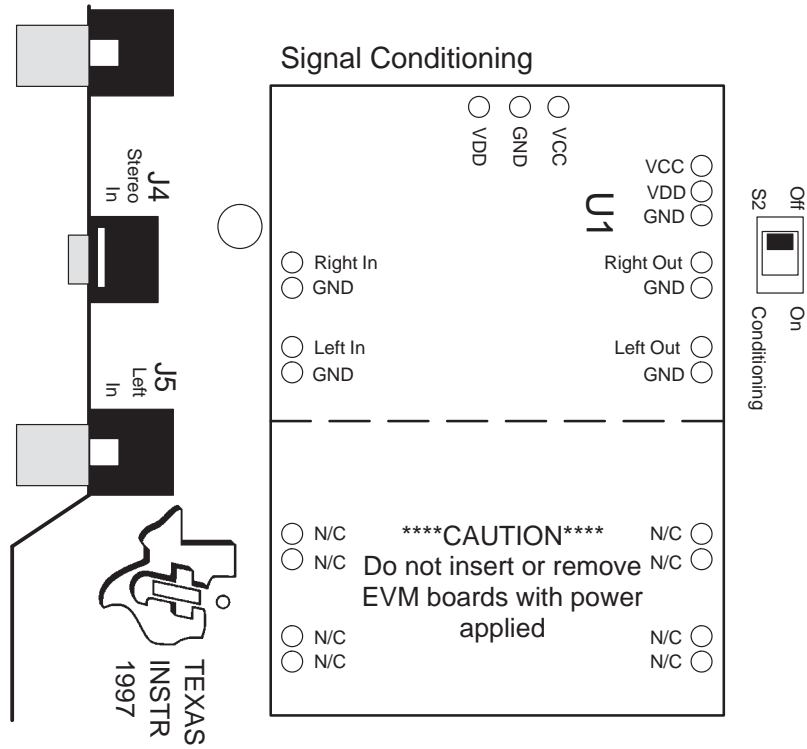 Signal Conditioning
VDD
GND
VCC
U1
VCC
VDD
GND
Right In
GND
Right Out
GND
Left In
GND
Left Out
GND
J4
Stereo
In
J5
Left
In
S2
Off
Conditioning
On
N/C
N/C
N/C
N/C
****CAUTION****
Do not insert or remove
EVM boards with power
applied
N/C
N/C
N/C
N/C
TEXAS
INSTR
1997